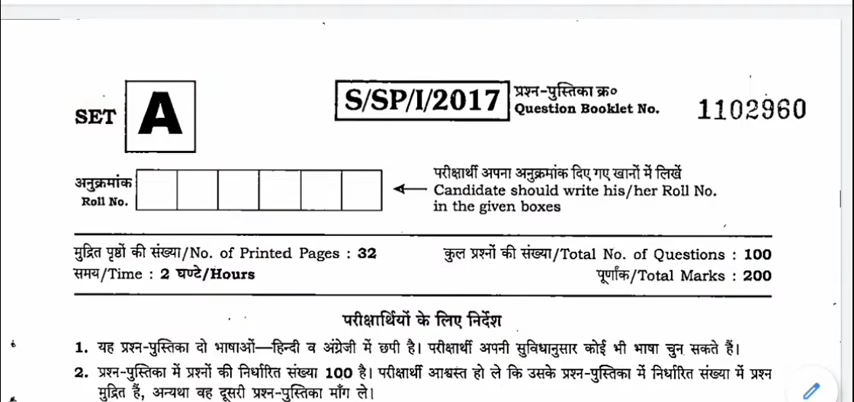 SET A
S/SP/I/2017
प्रश्न-पुस्तिका क्र०
Question Booklet No. 1102960
अनुक्रमांक
Roll No.
परीक्षार्थी अपना अनुक्रमांक दिए गए खानों में लिखें
Candidate should write his/her Roll No.
in the given boxes
मुद्रित पृष्ठों की संख्या/No. of Printed Pages : 32
कुल प्रश्नों की संख्या/Total No. of Questions : 100
समय/Time : 2 घण्टे/Hours
पूर्णांक/Total Marks : 200
परीक्षार्थियों के लिए निर्देश
1. यह प्रश्न-पुस्तिका दो भाषाओं—हिन्दी व अंग्रेजी में छपी है। परीक्षार्थी अपनी सुविधानुसार कोई भी भाषा चुन सकते हैं।
2. प्रश्न-पुस्तिका में प्रश्नों की निर्धारित संख्या 100 है। परीक्षार्थी आश्वस्त हो ले कि उसके प्रश्न-पुस्तिका में निर्धारित संख्या में प्रश्न
मुद्रित हैं, अन्यथा वह दूसरी प्रश्न-पुस्तिका माँग ले।